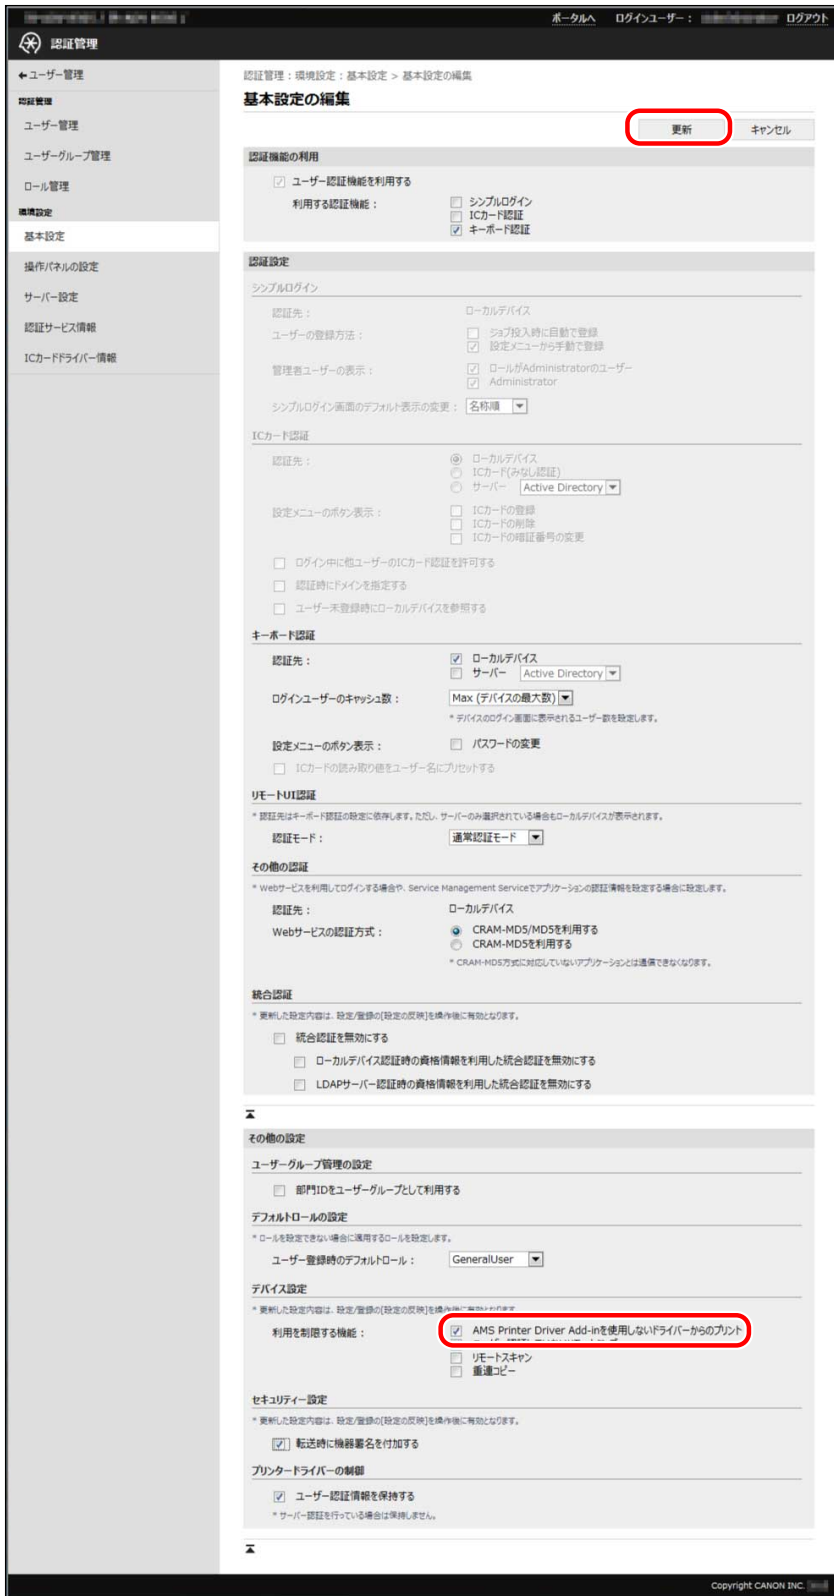 ポータルへ ログインユーザー： ログアウト
認証管理
ユーザー管理
認証管理
ユーザー管理
ユーザーグループ管理
ロール管理
環境設定
基本設定
操作パネルの設定
サーバー設定
認証サービス情報
ICカードドライバー情報
認証管理：環境設定：基本設定 > 基本設定の編集
基本設定の編集
更新 キャンセル
認証機能の利用
ユーザー認証機能を利用する
利用する認証機能： シンプルログイン
ICカード認証
キーボード認証
認証設定
シンプルログイン
認証先： ローカルデバイス
ユーザーの登録方法： ジョブ投入時に自動で登録
設定メニューから手動で登録
管理者ユーザーの表示： ロールがAdministratorのユーザー
Administrator
シンプルログイン画面のデフォルト表示の変更： 名称順
ICカード認証
認証先： ローカルデバイス
ICカード(みなし認証)
サーバー Active Directory
設定メニューのボタン表示： ICカードの登録
ICカードの削除
ICカードの暗証番号の変更
ログイン中に他ユーザーのICカード認証を許可する
認証時にドメインを指定する
ユーザー未登録時にローカルデバイスを参照する
キーボード認証
認証先： ローカルデバイス
サーバー Active Directory
ログインユーザーのキャッシュ数： Max (デバイスの最大数)
* デバイスのログイン画面に表示されるユーザー数を設定します。
設定メニューのボタン表示： パスワードの変更
ICカードの読み取り値をユーザー名にプリセットする
リモートUI認証
* 認証先はキーボード認証の設定に依存します。ただし、サーバーのみ選択されている場合もローカルデバイスが表示されます。
認証モード： 通常認証モード
その他の認証
* Webサービスを利用してログインする場合や、Service Management Serviceでアプリケーションの認証情報を設定する場合に設定します。
認証先： ローカルデバイス
Webサービスの認証方式： CRAM-MD5/MD5を利用する
CRAM-MD5を利用する
* CRAM-MD5方式に対応していないアプリケーションとは通信できなくなります。
統合認証
* 更新した設定内容は、設定/登録の[設定の反映]を操作後に有効となります。
統合認証を無効にする
ローカルデバイス認証時の資格情報を利用した統合認証を無効にする
LDAPサーバー認証時の資格情報を利用した統合認証を無効にする
その他の設定
ユーザーグループ管理の設定
部門IDをユーザーグループとして利用する
デフォルトロールの設定
* ロールを設定できない場合に適用するロールを設定します。
ユーザー登録時のデフォルトロール： GeneralUser
デバイス設定
* 更新した設定内容は、設定/登録の[設定の反映]を操作後に有効となります。
利用を制限する機能： AMS Printer Driver Add-inを使用しないドライバーからのプリント
リモートスキャン
重連コピー
セキュリティー設定
* 更新した設定内容は、設定/登録の[設定の反映]を操作後に有効となります。
転送時に機器署名を付加する
プリンタードライバーの制御
ユーザー認証情報を保持する
* サーバー認証を行っている場合は保持しません。
Copyright CANON INC.